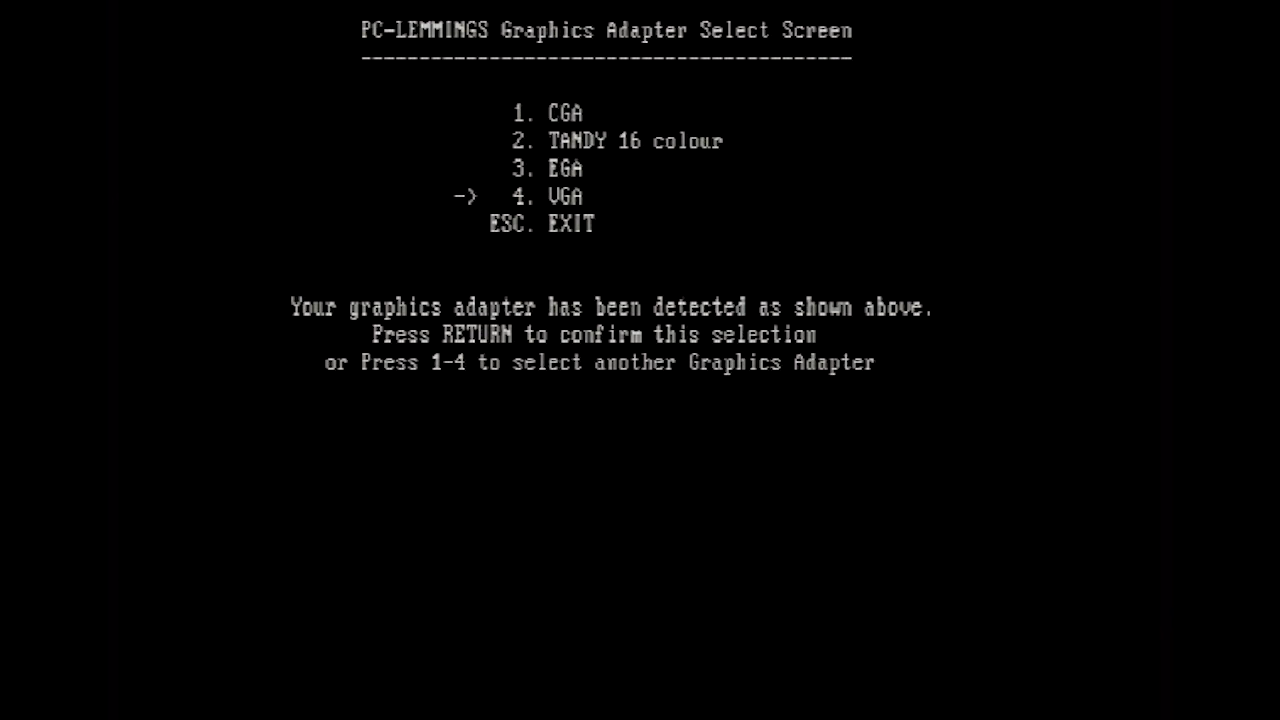 PC-LEMMINGS Graphics Adapter Select Screen
------------------------------------------
1. CGA
2. TANDY 16 colour
3. EGA
-> 4. VGA
ESC. EXIT
Your graphics adapter has been detected as shown above.
Press RETURN to confirm this selection
or Press 1-4 to select another Graphics Adapter